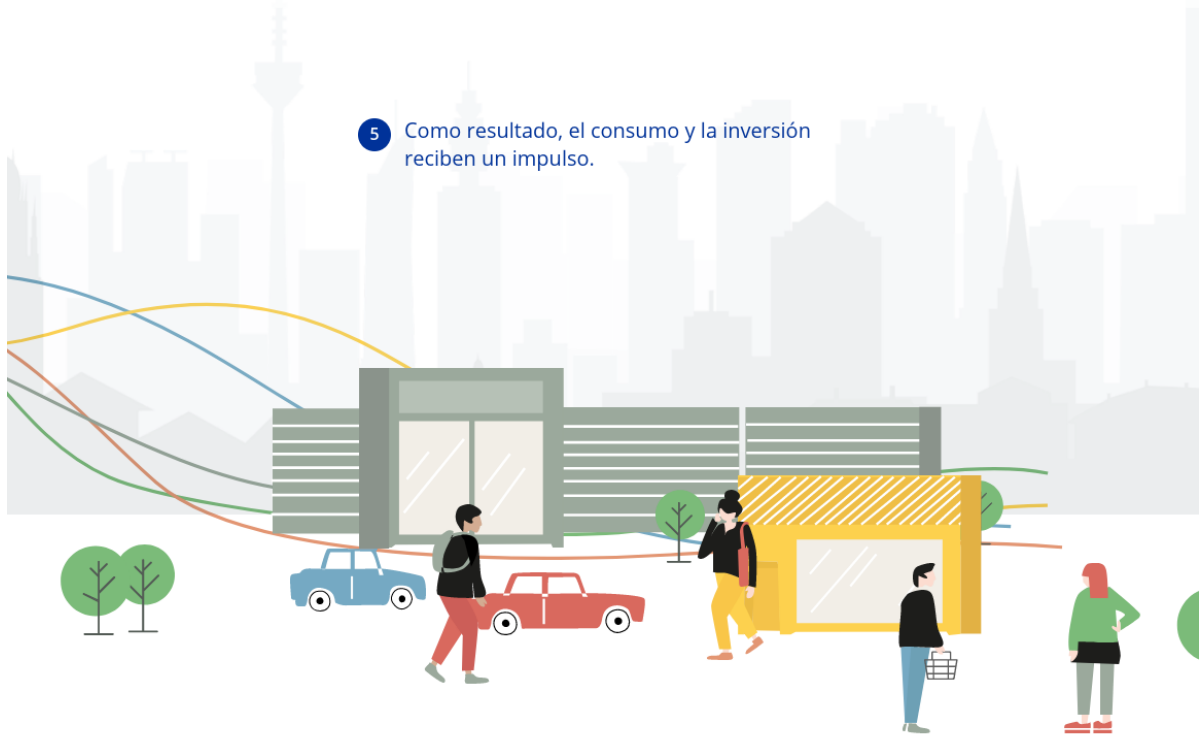 5
Como resultado, el consumo y la inversión
reciben un impulso.